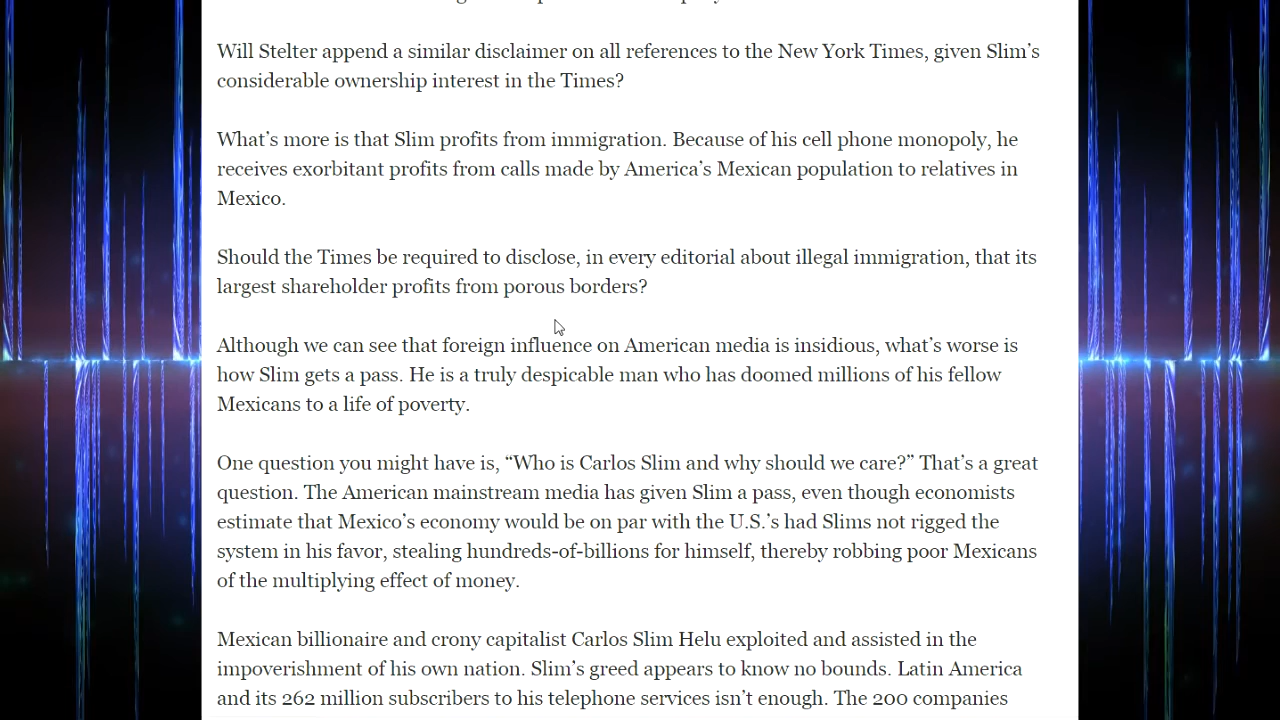 Will Stelter append a similar disclaimer on all references to the New York Times, given Slim’s
considerable ownership interest in the Times?
What’s more is that Slim profits from immigration. Because of his cell phone monopoly, he
receives exorbitant profits from calls made by America’s Mexican population to relatives in
Mexico.
Should the Times be required to disclose, in every editorial about illegal immigration, that its
largest shareholder profits from porous borders?
Although we can see that foreign influence on American media is insidious, what’s worse is
how Slim gets a pass. He is a truly despicable man who has doomed millions of his fellow
Mexicans to a life of poverty.
One question you might have is, “Who is Carlos Slim and why should we care?” That’s a great
question. The American mainstream media has given Slim a pass, even though economists
estimate that Mexico’s economy would be on par with the U.S.’s had Slims not rigged the
system in his favor, stealing hundreds-of-billions for himself, thereby robbing poor Mexicans
of the multiplying effect of money.
Mexican billionaire and crony capitalist Carlos Slim Helu exploited and assisted in the
impoverishment of his own nation. Slim’s greed appears to know no bounds. Latin America
and its 262 million subscribers to his telephone services isn’t enough. The 200 companies